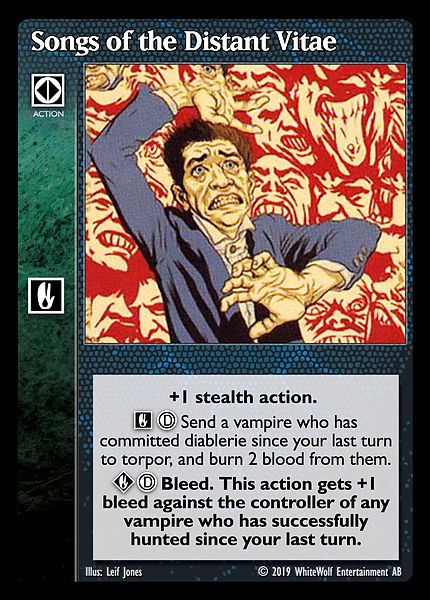 Songs of the Distant Vitae
ACTION
+1 stealth action.
D Send a vampire who has
committed diablerie since your last turn
to torpor, and burn 2 blood from them.
D Bleed. This action gets +1
bleed against the controller of any
vampire who has successfully
hunted since your last turn.
Illus: Leif Jones © 2019 WhiteWolf Entertainment AB